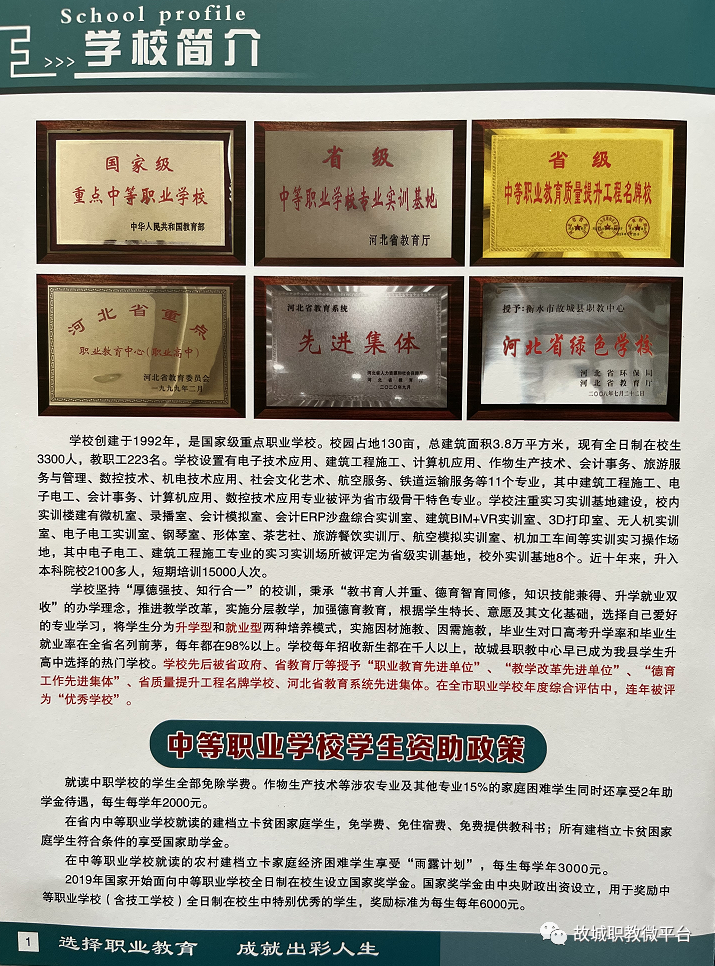 School profile
>>> 学校简介
国家级
重点中等职业学校
中华人民共和国教育部
省级
中等职业学校专业实训基地
河北省教育厅
省级
中等职业教育质量提升工程名牌校
河北省重点
职业教育中心(职业高中)
河北省教育委员会
一九九九年二月
河北省教育系统
先进集体
河北省人力资源和社会保障厅
河北省教育厅
二〇二〇年九月
授予:衡水市故城县职教中心
河北省绿色学校
河北省环保局
河北省教育厅
二〇〇八年七月二十二日
学校创建于1992年，是国家级重点职业学校。校园占地130亩，总建筑面积3.8万平方米，现有全日制在校生
3300人，教职工223名。学校设置有电子技术应用、建筑工程施工、计算机应用、作物生产技术、会计事务、旅游服
务与管理、数控技术、机电技术应用、社会文化艺术、航空服务、铁道运输服务等11个专业，其中建筑工程施工、电
子电工、会计事务、计算机应用、数控技术应用专业被评为省市级骨干特色专业。学校注重实习实训基地建设，校内
实训楼建有微机室、录播室、会计模拟室、会计ERP沙盘综合实训室、建筑BIM+VR实训室、3D打印室、无人机实训
室、电子电工实训室、钢琴室、形体室、茶艺社、旅游餐饮实训厅、航空模拟实训室、机加工车间等实训实习操作场
地，其中电子电工、建筑工程施工专业的实习实训场所被评定为省级实训基地，校外实训基地8个。近十年来，升入
本科院校2100多人，短期培训15000人次。
学校坚持“厚德强技、知行合一”的校训，秉承“教书育人并重、德育智育同修，知识技能兼得、升学就业双
收”的办学理念，推进教学改革，实施分层教学，加强德育教育，根据学生特长、意愿及其文化基础，选择自己爱好
的专业学习，将学生分为升学型和就业型两种培养模式，实施因材施教、因需施教，毕业生对口高考升学率和毕业生
就业率在全省名列前茅，每年都在98%以上。学校每年招收新生都在千人以上，故城县职教中心早已成为我县学生升
高中选择的热门学校。学校先后被省政府、省教育厅等授予“职业教育先进单位”、“教学改革先进单位”、“德育
工作先进集体”、省质量提升工程名牌学校、河北省教育系统先进集体。在全市职业学校年度综合评估中，连年被评
为“优秀学校”。
中等职业学校学生资助政策
就读中职学校的学生全部免除学费。作物生产技术等涉农专业及其他专业15%的家庭困难学生同时还享受2年助
学金待遇，每生每学年2000元。
在省内中等职业学校就读的建档立卡贫困家庭学生，免学费、免住宿费、免费提供教科书；所有建档立卡贫困家
庭学生符合条件的享受国家助学金。
在中等职业学校就读的农村建档立卡家庭经济困难学生享受“雨露计划”，每生每学年3000元。
2019年国家开始面向中等职业学校全日制在校生设立国家奖学金。国家奖学金由中央财政出资设立，用于奖励中
等职业学校（含技工学校）全日制在校生中特别优秀的学生，奖励标准为每生每年6000元。
1 选择职业教育 成就出彩人生
故城职教微平台